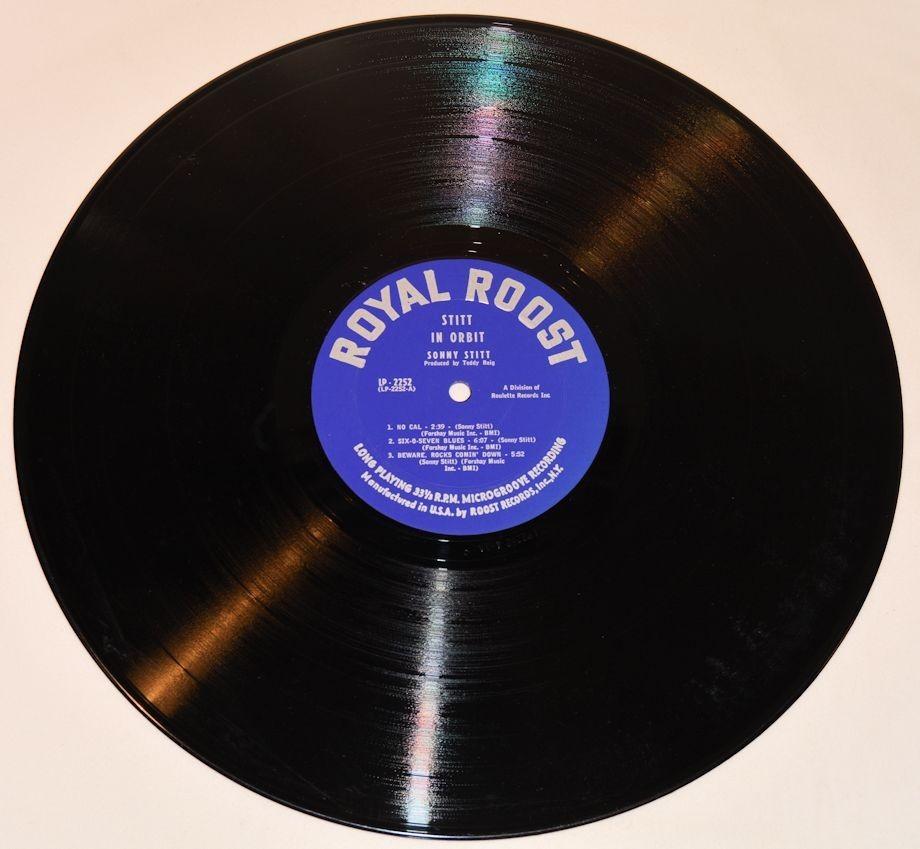 ROYAL ROOST
STITT
IN ORBIT
SONNY STITT
Produced by Teddy Reig
LP - 2252
(LP-2252-A)
A Division of
Roulette Records Inc
1. NO CAL - 2:39 - (Sonny Stitt)
(Forshay Music Inc. - BMI)
2. SIX-0-SEVEN BLUES - 6:07 - (Sonny Stitt)
(Forshay Music Inc. - BMI)
3. BEWARE, ROCKS COMIN' DOWN - 5:52
(Sonny Stitt) (Forshay Music
Inc. - BMI)
LONG PLAYING 33⅓ R.P.M. MICROGROOVE RECORDING
Manufactured in U.S.A. by ROOST RECORDS, Inc., N.Y.